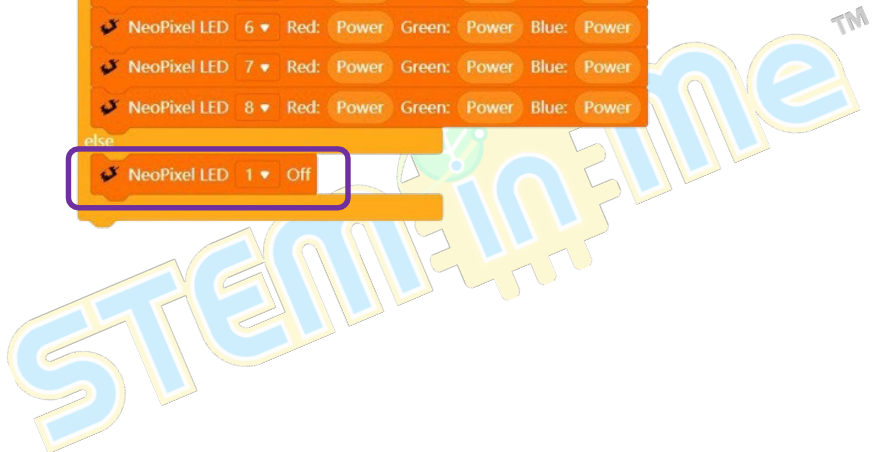 NeoPixel LED 6 Red: Power Green: Power Blue: Power
NeoPixel LED 7 Red: Power Green: Power Blue: Power
NeoPixel LED 8 Red: Power Green: Power Blue: Power
else
NeoPixel LED 1 Off
STEM in Me TM